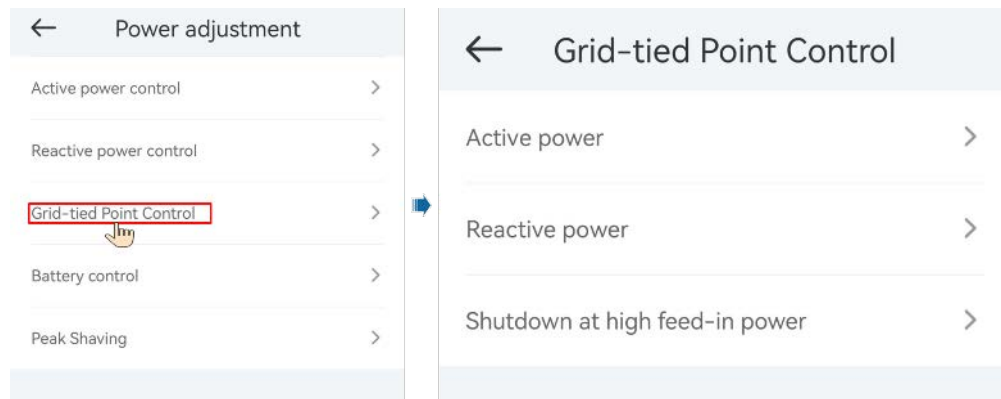 Power adjustment
Active power control
Reactive power control
Grid-tied Point Control
Battery control
Peak Shaving
Grid-tied Point Control
Active power
Reactive power
Shutdown at high feed-in power